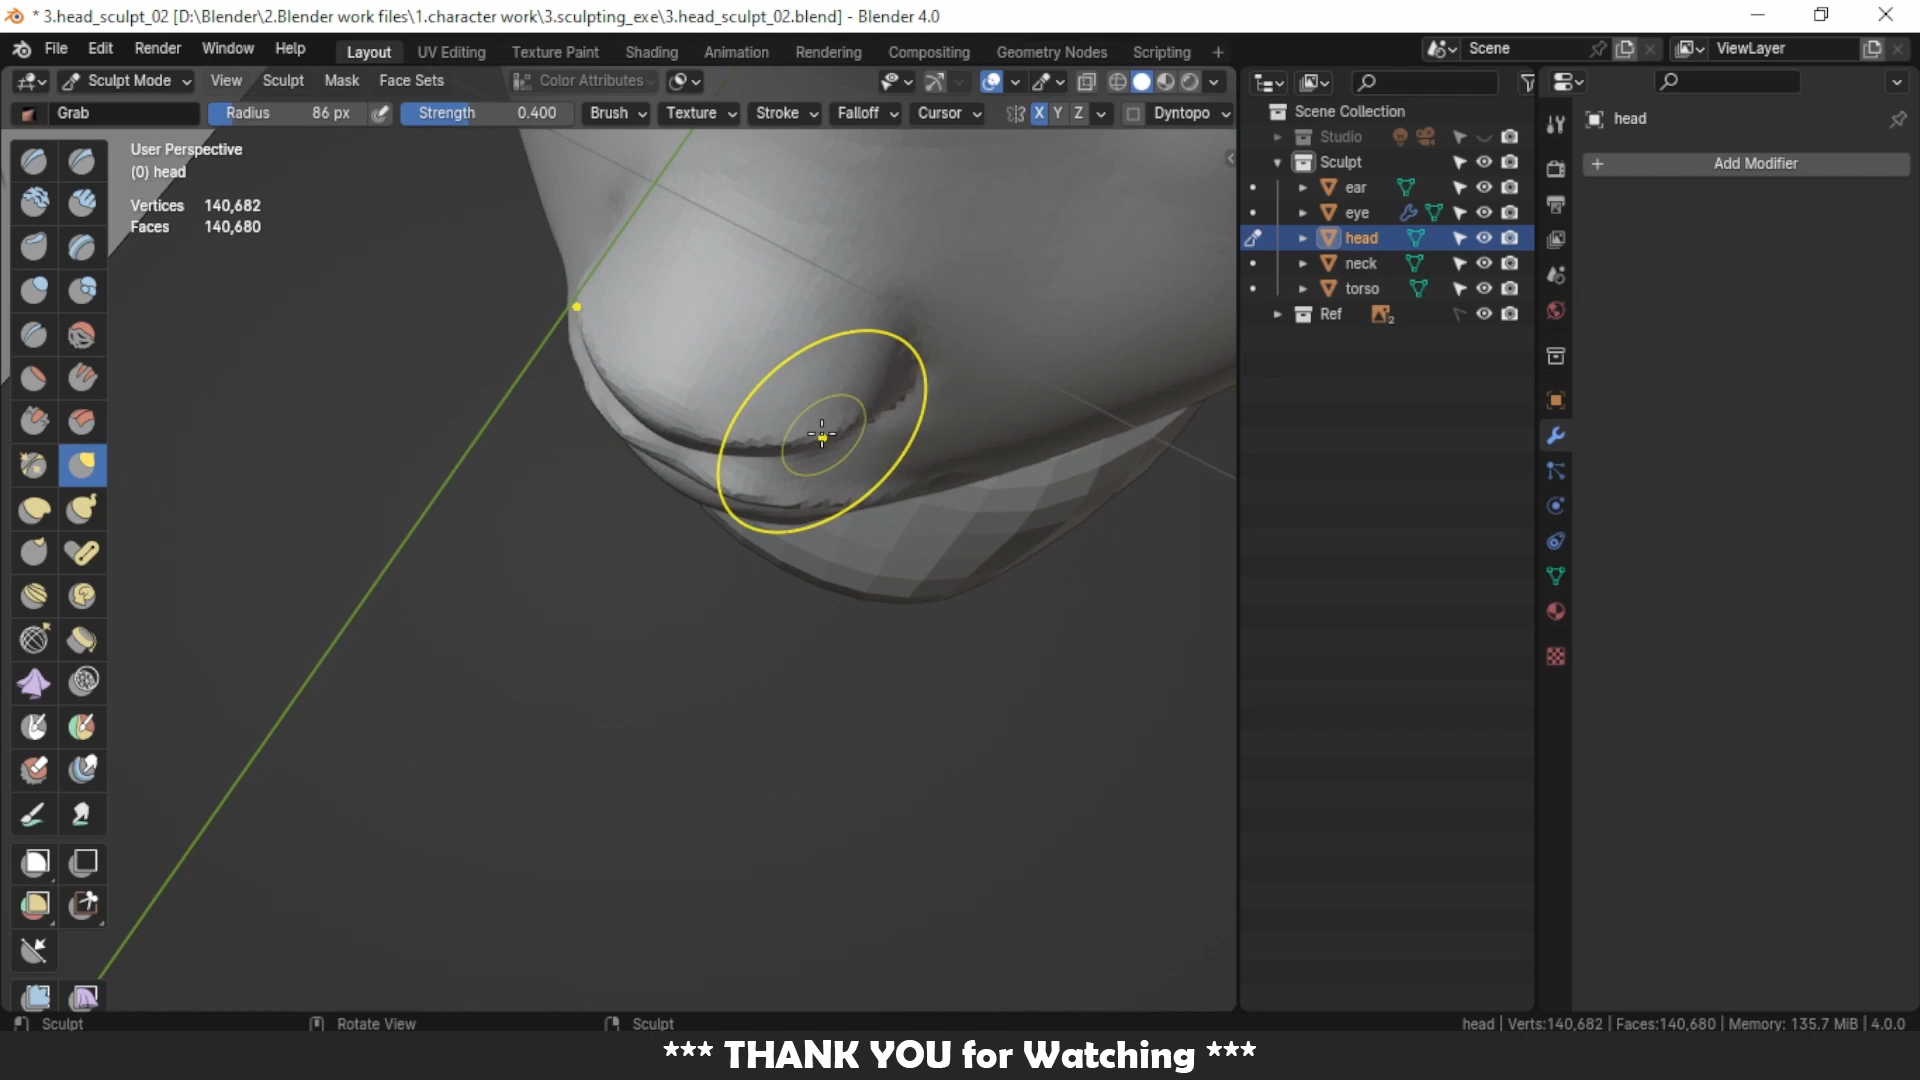 * 3.head_sculpt_02 [D:\Blender\2.Blender work files\1.character work\3.sculpting_exe\3.head_sculpt_02.blend] - Blender 4.0
File Edit Render Window Help Layout UV Editing Texture Paint Shading Animation Rendering Compositing Geometry Nodes Scripting + Scene ViewLayer
Sculpt Mode View Sculpt Mask Face Sets Color Attributes
Grab Radius 86 px Strength 0.400 Brush Texture Stroke Falloff Cursor X Y Z Dyntopo
User Perspective
(0) head
Vertices 140,682
Faces 140,680
Scene Collection
Studio
Sculpt
ear
eye
head
neck
torso
Ref 2
head
+ Add Modifier
Sculpt Rotate View Sculpt head | Verts:140,682 | Faces:140,680 | Memory: 135.7 MiB | 4.0.0
*** THANK YOU for Watching ***